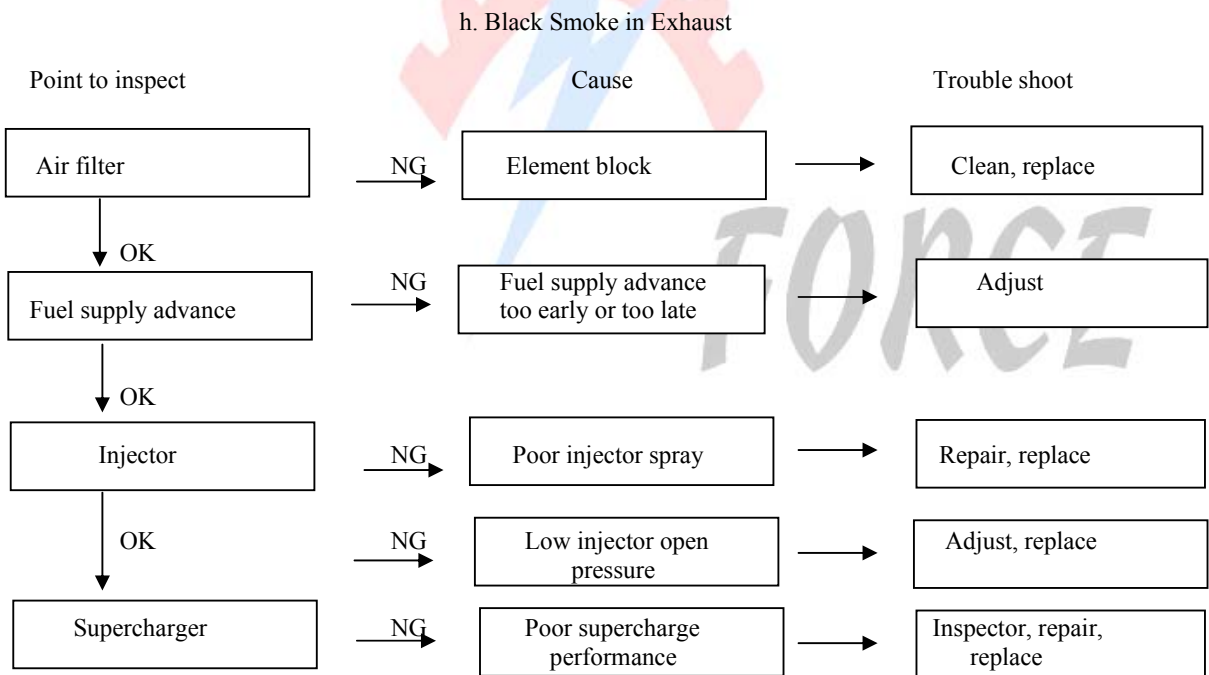 h. Black Smoke in Exhaust
Point to inspect Cause Trouble shoot
Air filter NG Element block Clean, replace
OK
Fuel supply advance NG Fuel supply advance Adjust
too early or too late
FORCE
OK
Injector NG Poor injector spray Repair, replace
OK NG Low injector open Adjust, replace
pressure
Supercharger NG Poor supercharge Inspector, repair,
performance replace